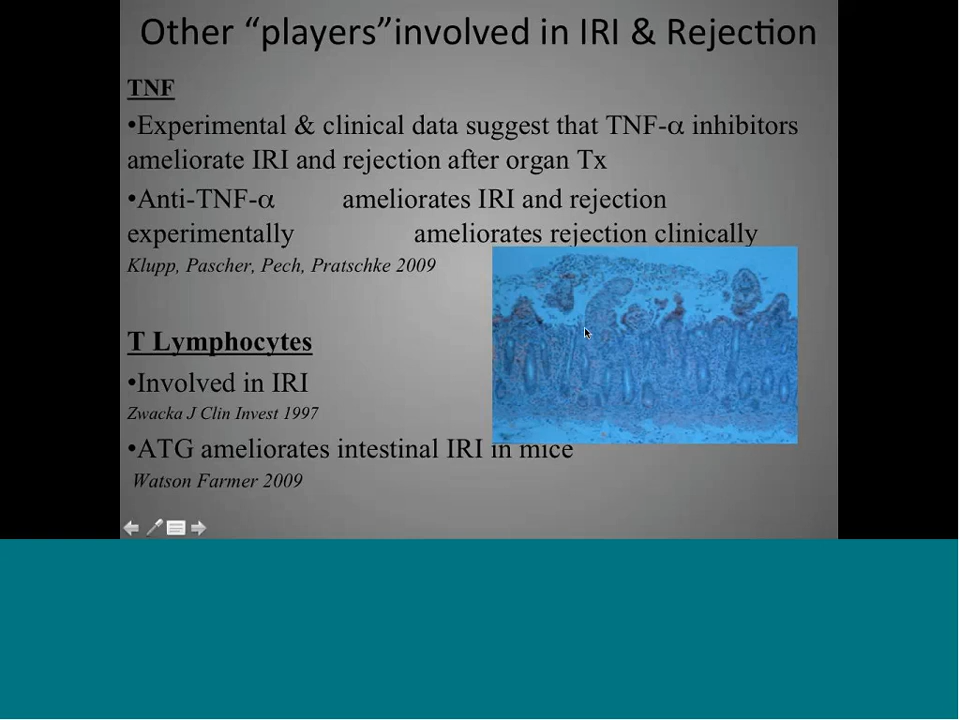 Other “players”involved in IRI & Rejection
TNF
•Experimental & clinical data suggest that TNF-α inhibitors
ameliorate IRI and rejection after organ Tx
•Anti-TNF-α ameliorates IRI and rejection
experimentally ameliorates rejection clinically
Klupp, Pascher, Pech, Pratschke 2009
T Lymphocytes
•Involved in IRI
Zwacka J Clin Invest 1997
•ATG ameliorates intestinal IRI in mice
Watson Farmer 2009